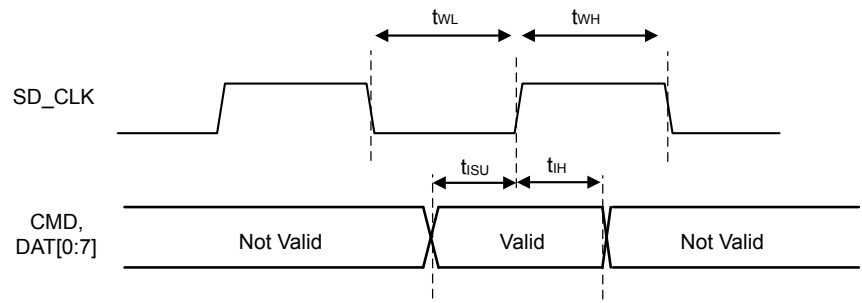 tWL
tWH
SD_CLK
tISU
tIH
CMD,
DAT[0:7]
Not Valid
Valid
Not Valid